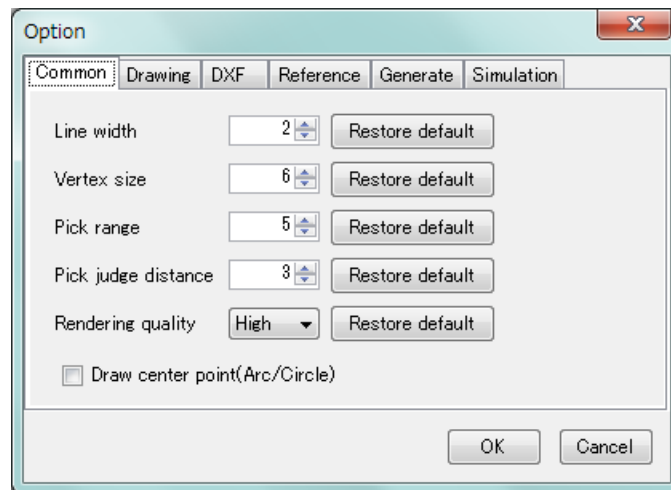 Option
Common Drawing DXF Reference Generate Simulation
Line width 2 Restore default
Vertex size 6 Restore default
Pick range 5 Restore default
Pick judge distance 3 Restore default
Rendering quality High Restore default
Draw center point(Arc/Circle)
OK Cancel